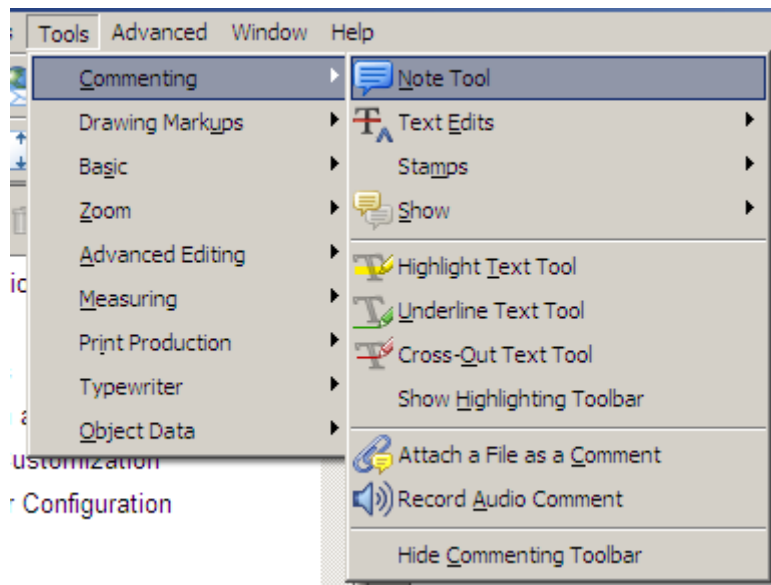 Tools Advanced Window Help
Commenting
Drawing Markups
Basic
Zoom
Advanced Editing
Measuring
Print Production
Typewriter
Object Data
Note Tool
Text Edits
Stamps
Show
Highlight Text Tool
Underline Text Tool
Cross-Out Text Tool
Show Highlighting Toolbar
Attach a File as a Comment
Record Audio Comment
Hide Commenting Toolbar
ustomization
r Configuration